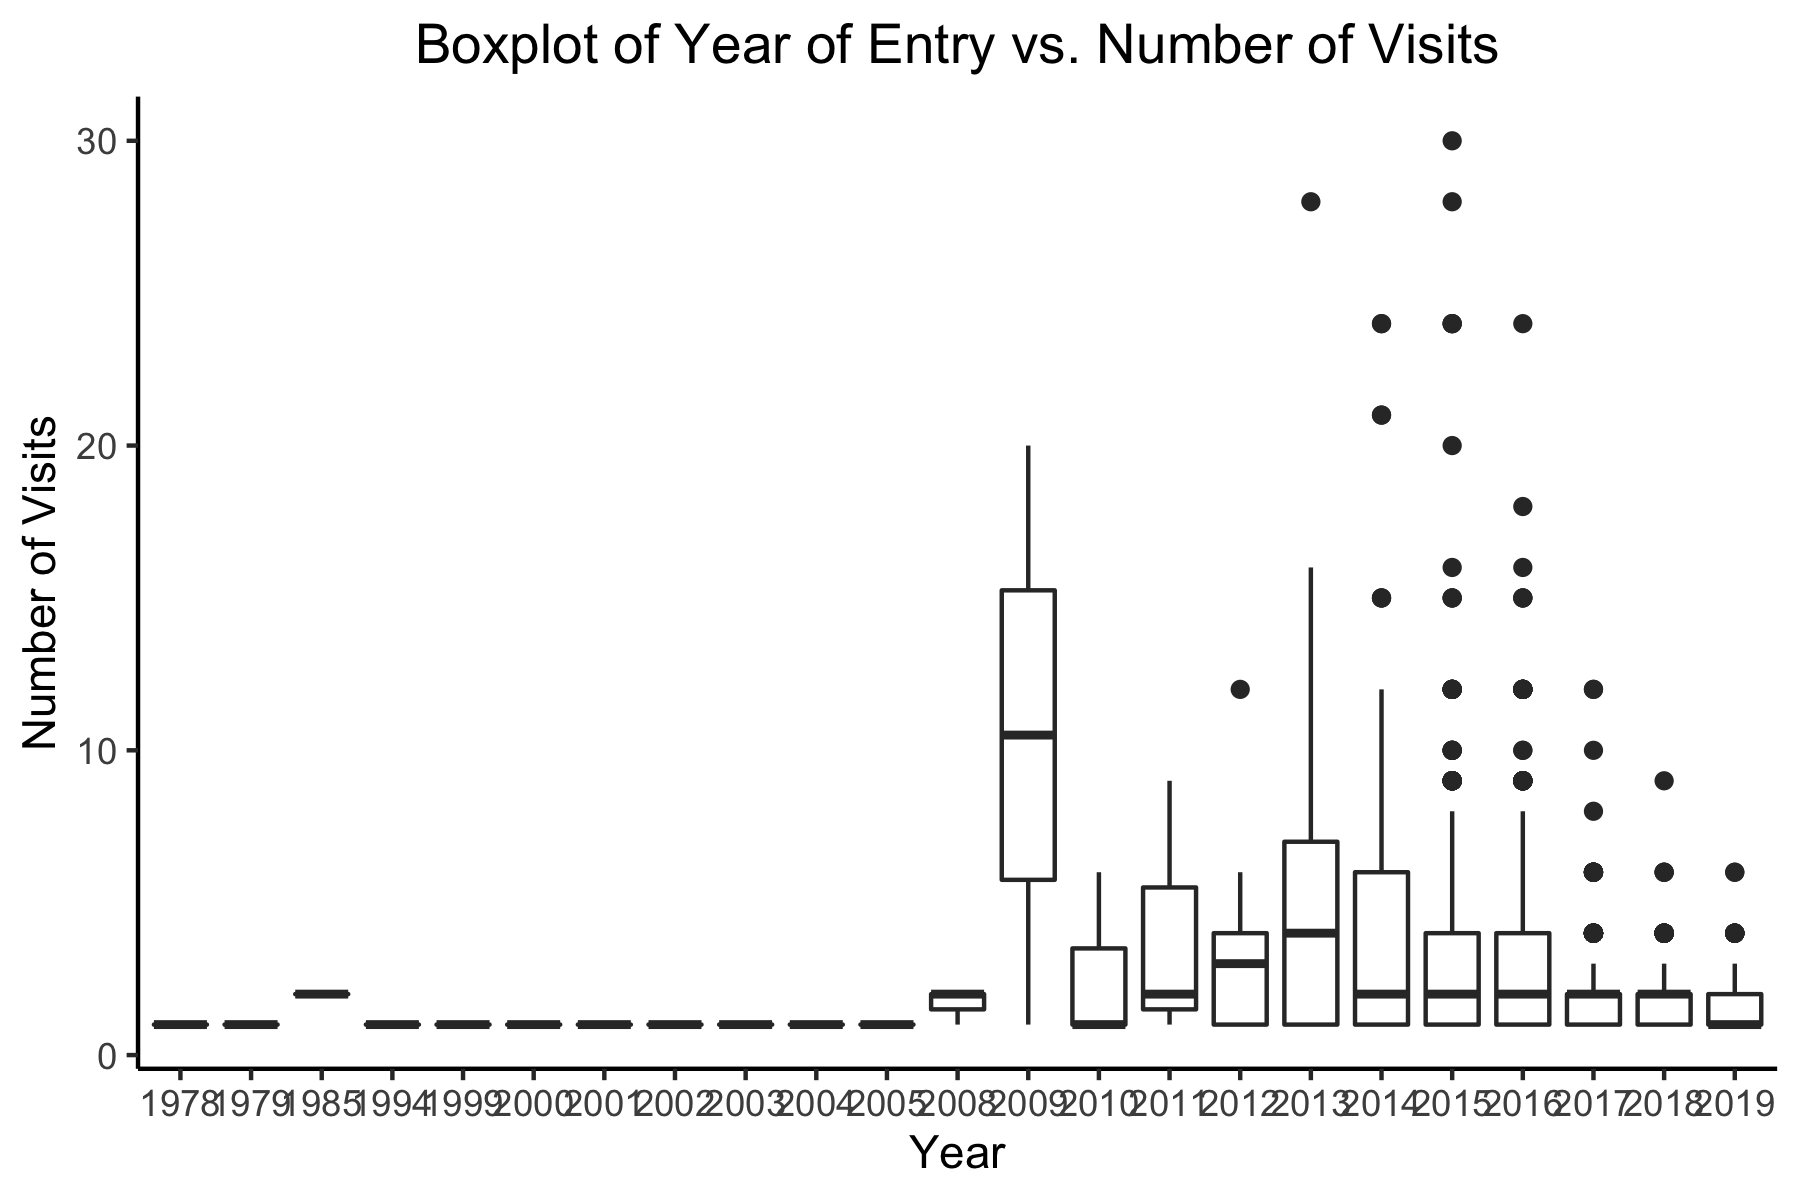 Boxplot of Year of Entry vs. Number of Visits
30
20
10
0
Number of Visits
1978 1979 1985 1994 1999 2000 2001 2002 2003 2004 2005 2008 2009 2010 2011 2012 2013 2014 2015 2016 2017 2018 2019
Year